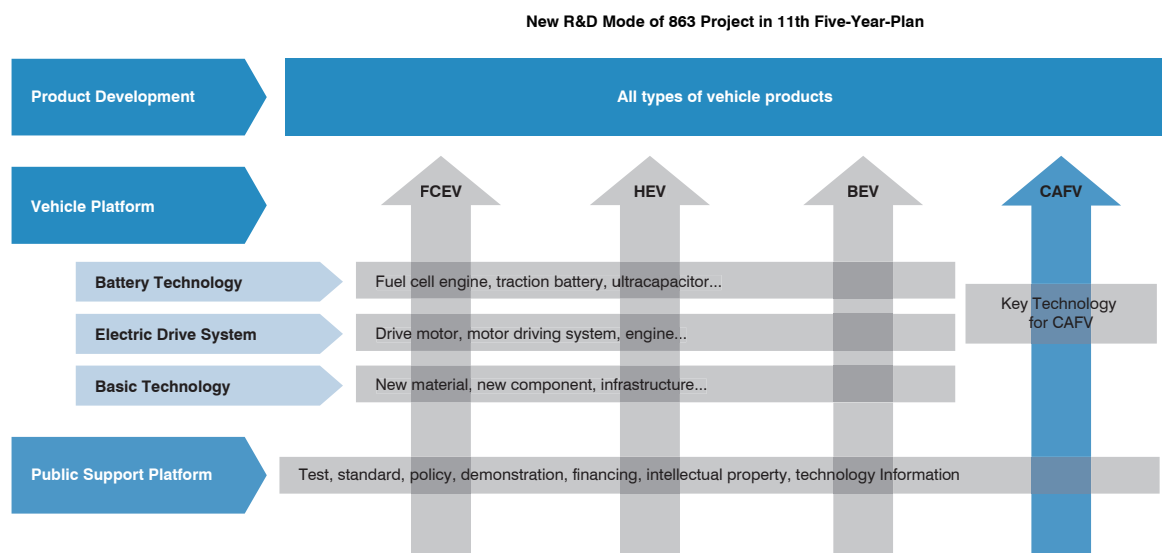 New R&D Mode of 863 Project in 11th Five-Year-Plan
Product Development
All types of vehicle products
Vehicle Platform
FCEV
HEV
BEV
CAFV
Battery Technology
Fuel cell engine, traction battery, ultracapacitor...
Electric Drive System
Drive motor, motor driving system, engine...
Key Technology
for CAFV
Basic Technology
New material, new component, infrastructure...
Public Support Platform
Test, standard, policy, demonstration, financing, intellectual property, technology Information